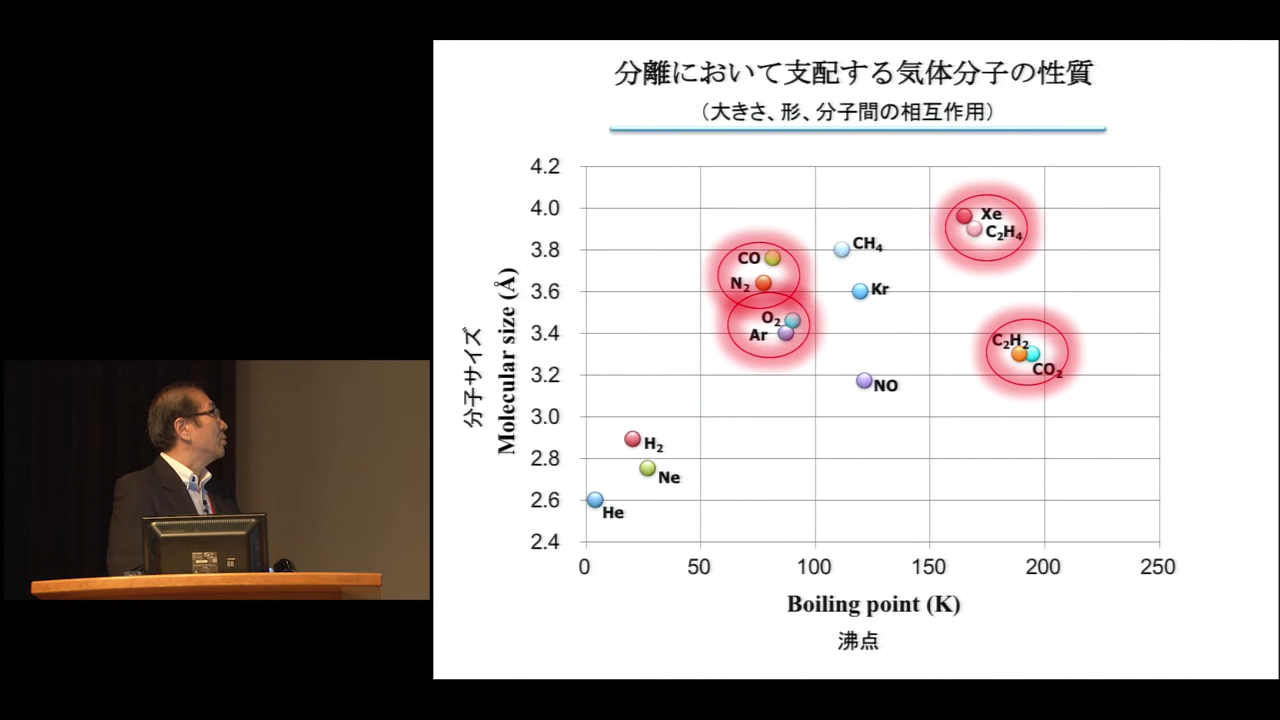 分離において支配する気体分子の性質
（大きさ、形、分子間の相互作用）
分子サイズ
Molecular size (Å)
4.2
4.0
3.8
3.6
3.4
3.2
3.0
2.8
2.6
2.4
Xe
C₂H₄
CO
CH₄
N₂
Kr
O₂
Ar
C₂H₂
CO₂
NO
H₂
Ne
He
0
50
100
150
200
250
Boiling point (K)
沸点